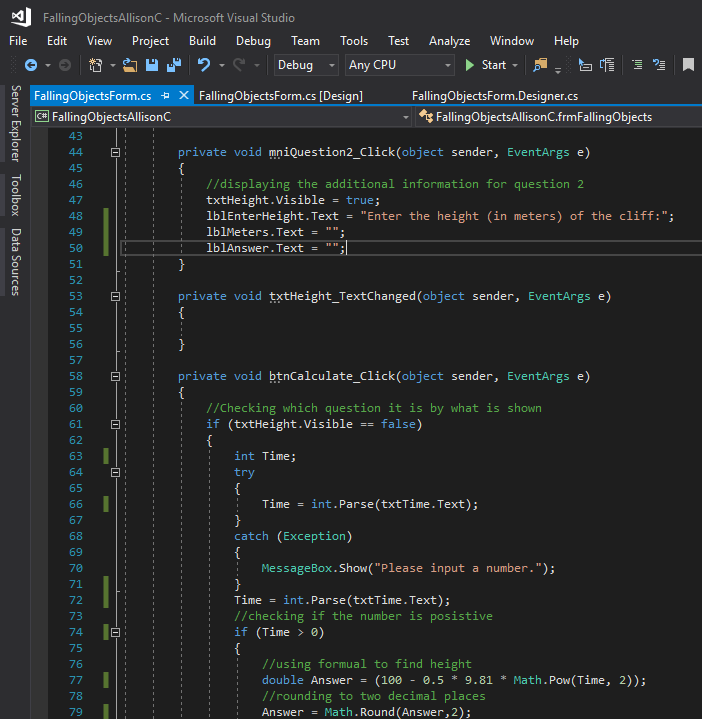 FallingObjectsAllisonC - Microsoft Visual Studio
File Edit View Project Build Debug Team Tools Test Analyze Window Help
Debug Any CPU Start
FallingObjectsForm.cs FallingObjectsForm.cs [Design] FallingObjectsForm.Designer.cs
C# FallingObjectsAllisonC FallingObjectsAllisonC.frmFallingObjects
Server Explorer
Toolbox
Data Sources
43
44 private void mniQuestion2_Click(object sender, EventArgs e)
45 {
46 //displaying the additional information for question 2
47 txtHeight.Visible = true;
48 lblEnterHeight.Text = "Enter the height (in meters) of the cliff:";
49 lblMeters.Text = "";
50 lblAnswer.Text = "";
51 }
52
53 private void txtHeight_TextChanged(object sender, EventArgs e)
54 {
55
56 }
57
58 private void btnCalculate_Click(object sender, EventArgs e)
59 {
60 //Checking which question it is by what is shown
61 if (txtHeight.Visible == false)
62 {
63 int Time;
64 try
65 {
66 Time = int.Parse(txtTime.Text);
67 }
68 catch (Exception)
69 {
70 MessageBox.Show("Please input a number.");
71 }
72 Time = int.Parse(txtTime.Text);
73 //checking if the number is posistive
74 if (Time > 0)
75 {
76 //using formual to find height
77 double Answer = (100 - 0.5 * 9.81 * Math.Pow(Time, 2));
78 //rounding to two decimal places
79 Answer = Math.Round(Answer,2);